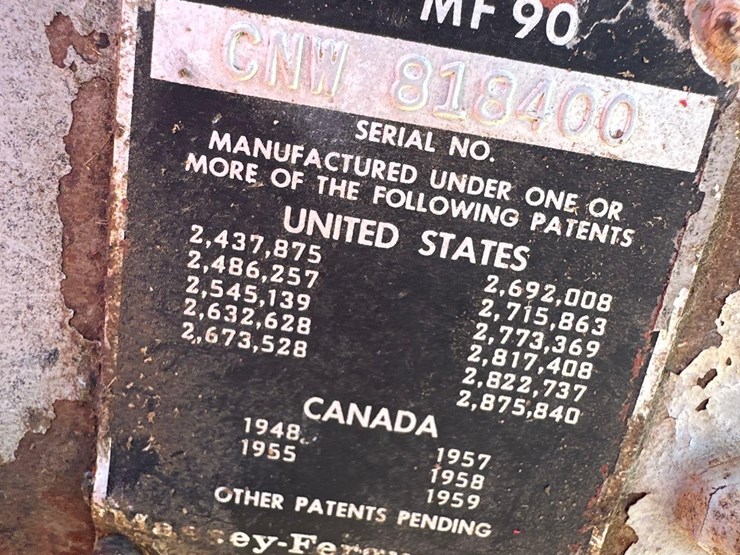 MF 90
CNW 818400
SERIAL NO.
MANUFACTURED UNDER ONE OR
MORE OF THE FOLLOWING PATENTS
UNITED STATES
2,437,875 2,692,008
2,486,257 2,715,863
2,545,139 2,773,369
2,632,628 2,817,408
2,673,528 2,822,737
2,875,840
CANADA
1948 1957
1955 1958
1959
OTHER PATENTS PENDING